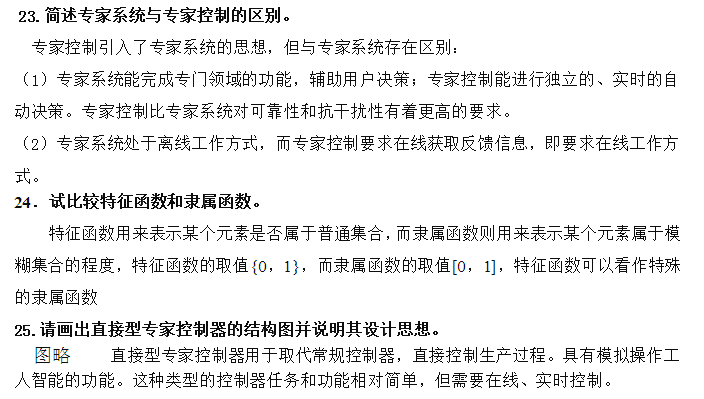 23.简述专家系统与专家控制的区别。
专家控制引入了专家系统的思想，但与专家系统存在区别：
（1）专家系统能完成专门领域的功能，辅助用户决策；专家控制能进行独立的、实时的自
动决策。专家控制比专家系统对可靠性和抗干扰性有着更高的要求。
（2）专家系统处于离线工作方式，而专家控制要求在线获取反馈信息，即要求在线工作方
式。
24．试比较特征函数和隶属函数。
特征函数用来表示某个元素是否属于普通集合，而隶属函数则用来表示某个元素属于模
糊集合的程度，特征函数的取值{0，1}，而隶属函数的取值[0，1]，特征函数可以看作特殊
的隶属函数
25.请画出直接型专家控制器的结构图并说明其设计思想。
图略 直接型专家控制器用于取代常规控制器，直接控制生产过程。具有模拟操作工
人智能的功能。这种类型的控制器任务和功能相对简单，但需要在线、实时控制。